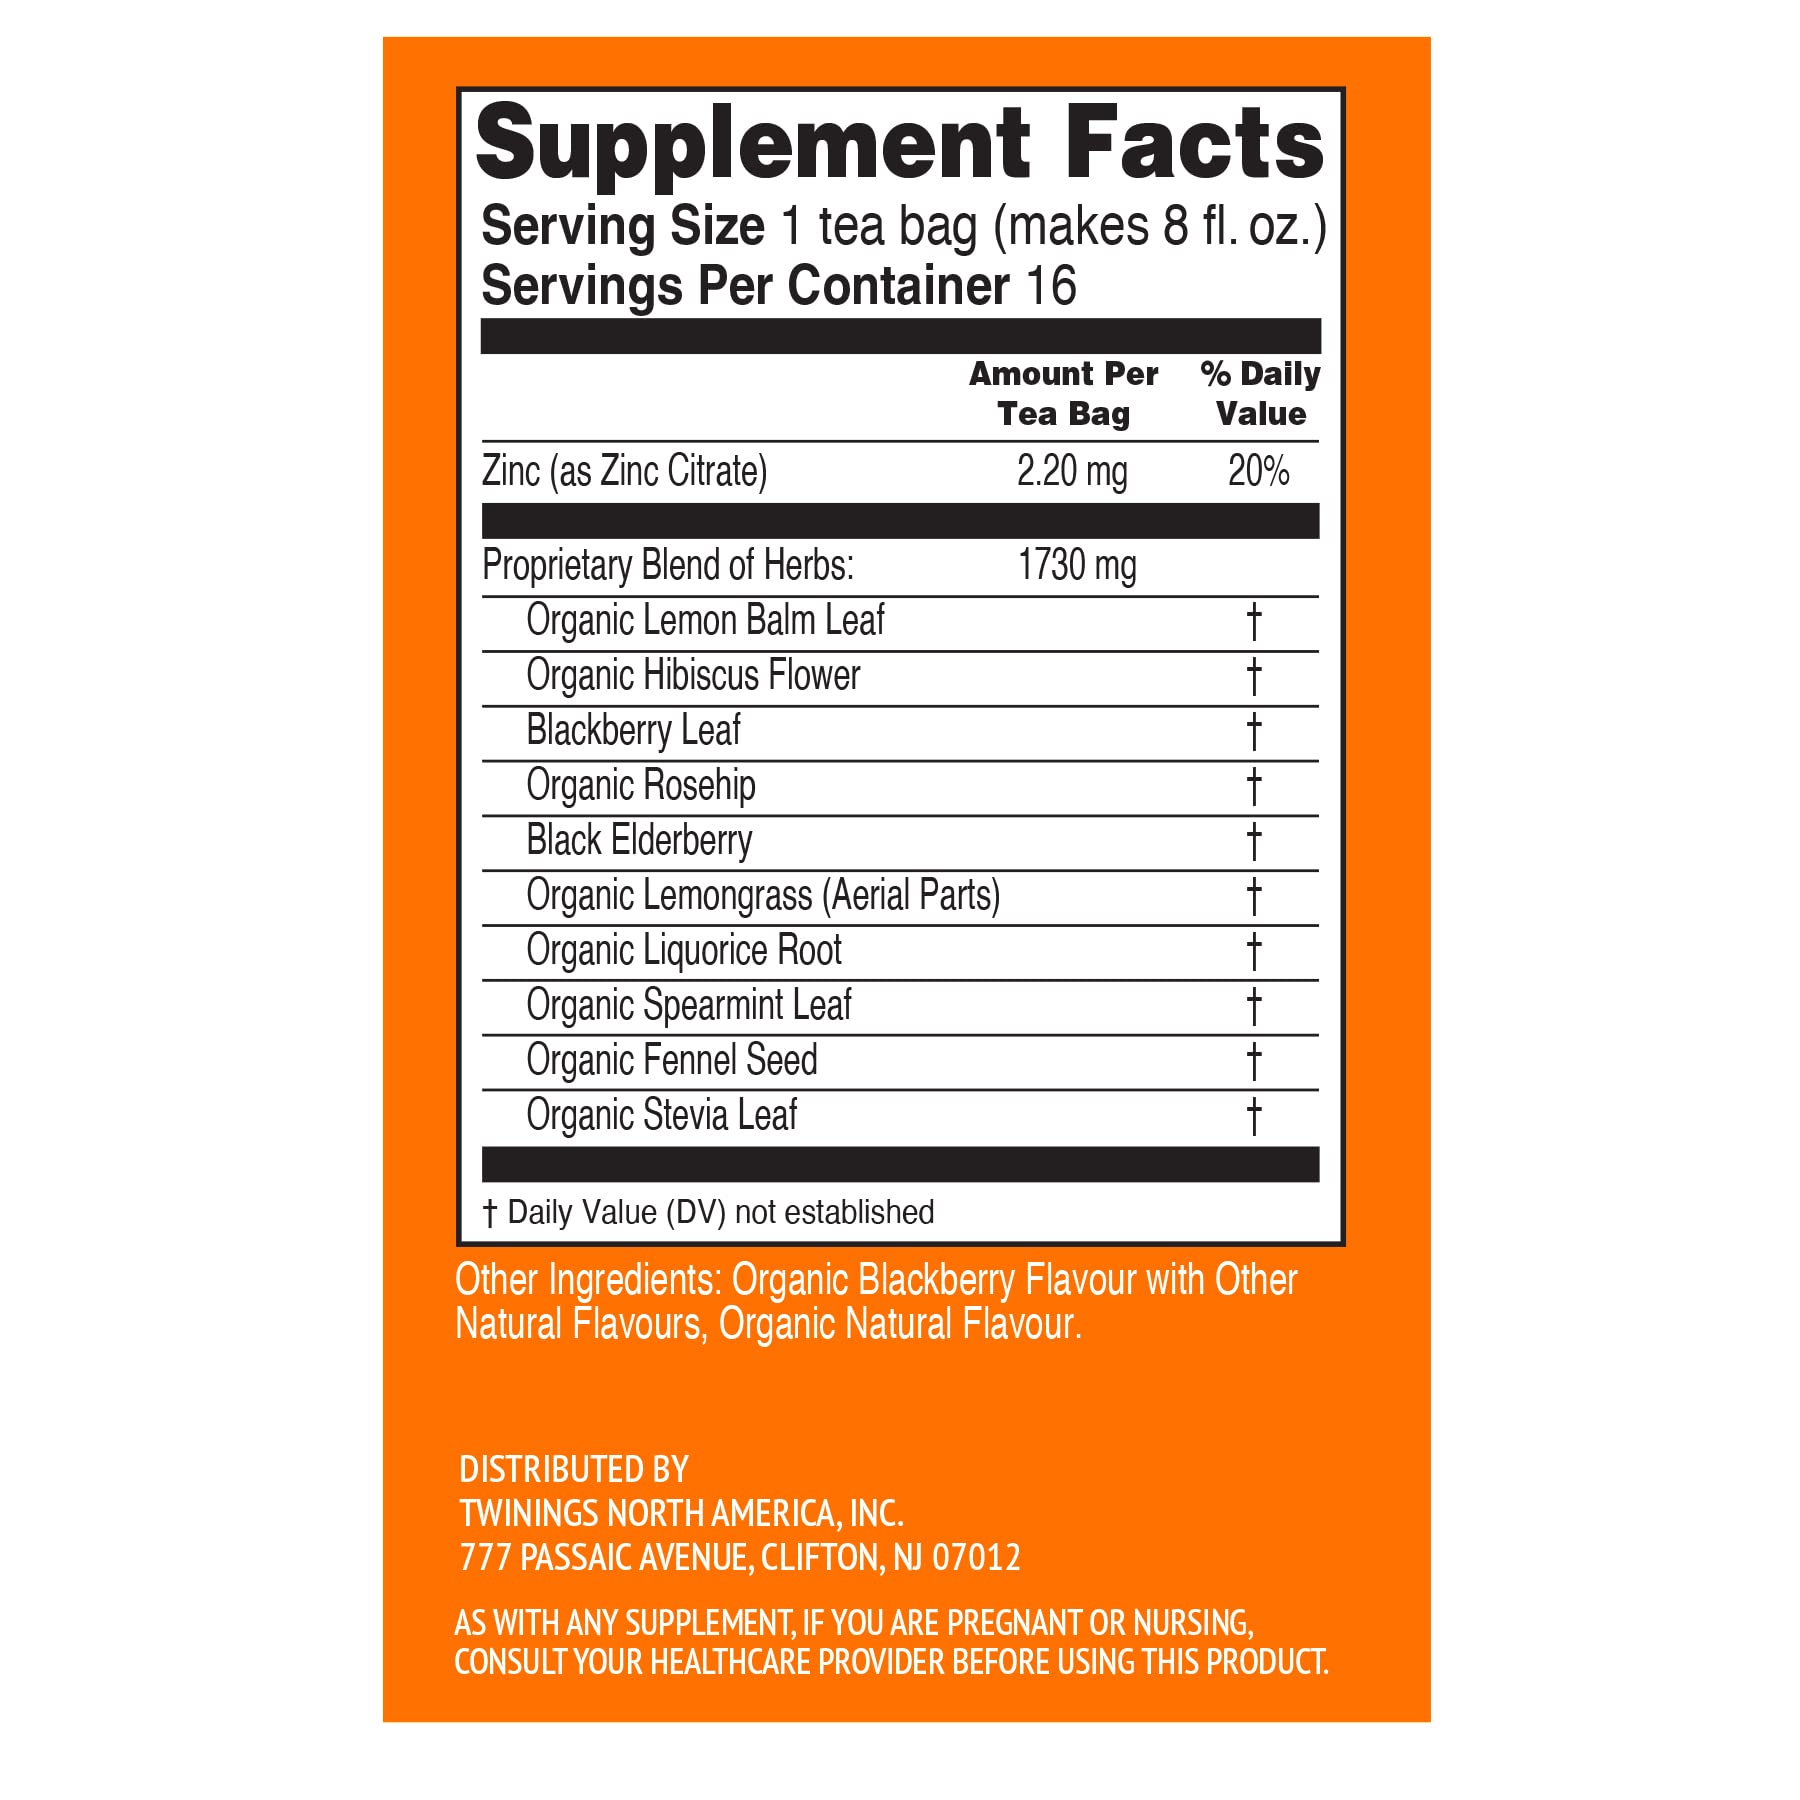 Supplement Facts
Serving Size 1 tea bag (makes 8 fl. oz.)
Servings Per Container 16
Amount Per % Daily
Tea Bag Value
Zinc (as Zinc Citrate) 2.20 mg 20%
Proprietary Blend of Herbs: 1730 mg
Organic Lemon Balm Leaf †
Organic Hibiscus Flower †
Blackberry Leaf †
Organic Rosehip †
Black Elderberry †
Organic Lemongrass (Aerial Parts) †
Organic Liquorice Root †
Organic Spearmint Leaf †
Organic Fennel Seed †
Organic Stevia Leaf †
† Daily Value (DV) not established
Other Ingredients: Organic Blackberry Flavour with Other
Natural Flavours, Organic Natural Flavour.
DISTRIBUTED BY
TWININGS NORTH AMERICA, INC.
777 PASSAIC AVENUE, CLIFTON, NJ 07012
AS WITH ANY SUPPLEMENT, IF YOU ARE PREGNANT OR NURSING,
CONSULT YOUR HEALTHCARE PROVIDER BEFORE USING THIS PRODUCT.